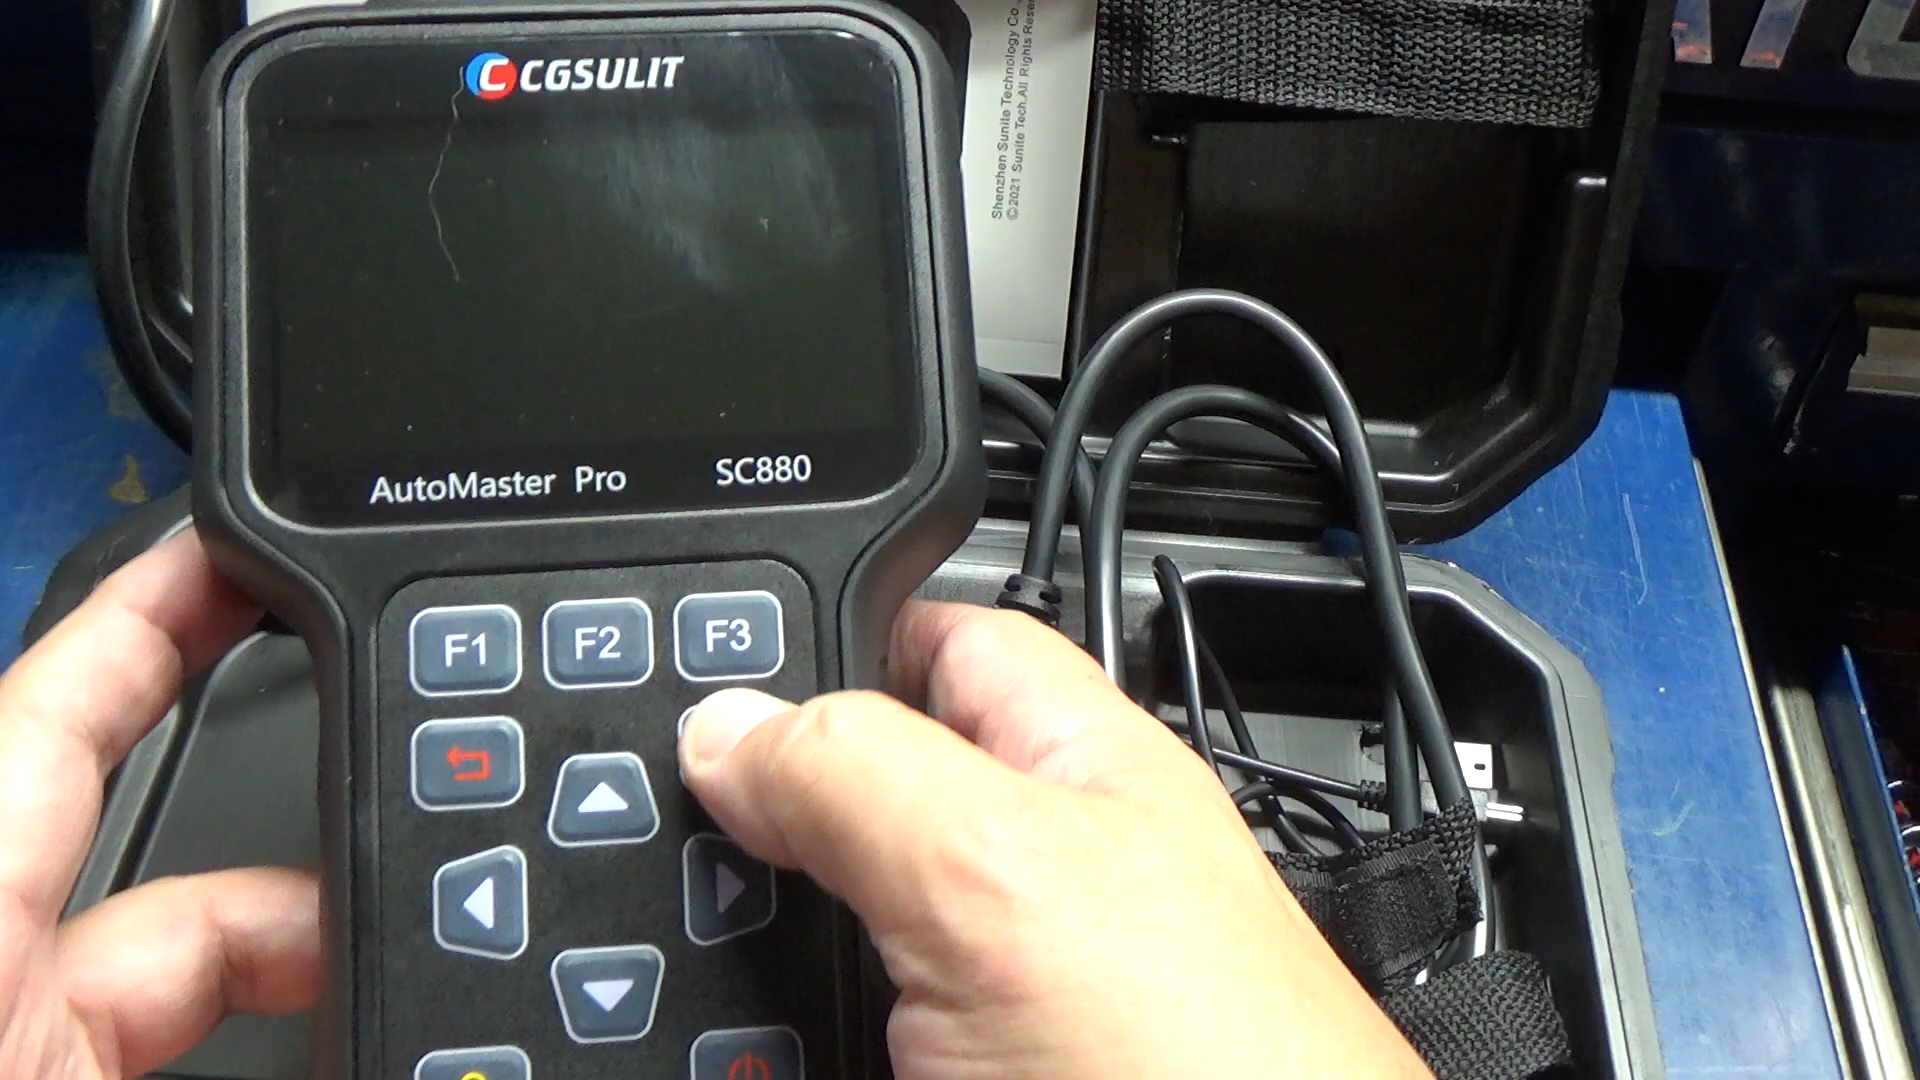 CGSULIT
AutoMaster Pro SC880
F1 F2 F3
Shenzhen Sunite Technology Co.
©2021 Sunite Tech.All Rights Rese